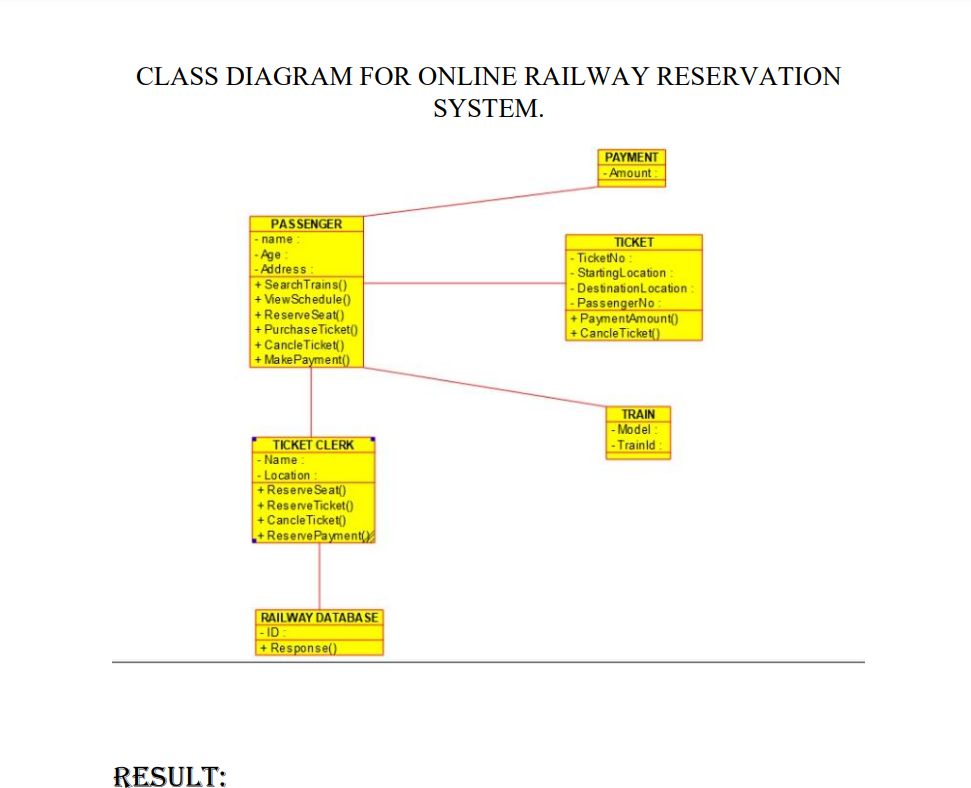 CLASS DIAGRAM FOR ONLINE RAILWAY RESERVATION
SYSTEM.
PAYMENT
- Amount :
PASSENGER
- name :
- Age :
- Address :
+ SearchTrains()
+ ViewSchedule()
+ ReserveSeat()
+ PurchaseTicket()
+ CancleTicket()
+ MakePayment()
TICKET
- TicketNo :
- StartingLocation :
- DestinationLocation :
- PassengerNo :
+ PaymentAmount()
+ CancleTicket()
TRAIN
- Model :
- TrainId :
TICKET CLERK
- Name :
- Location :
+ ReserveSeat()
+ ReserveTicket()
+ CancleTicket()
+ ReservePayment()
RAILWAY DATABASE
- ID :
+ Response()
RESULT: